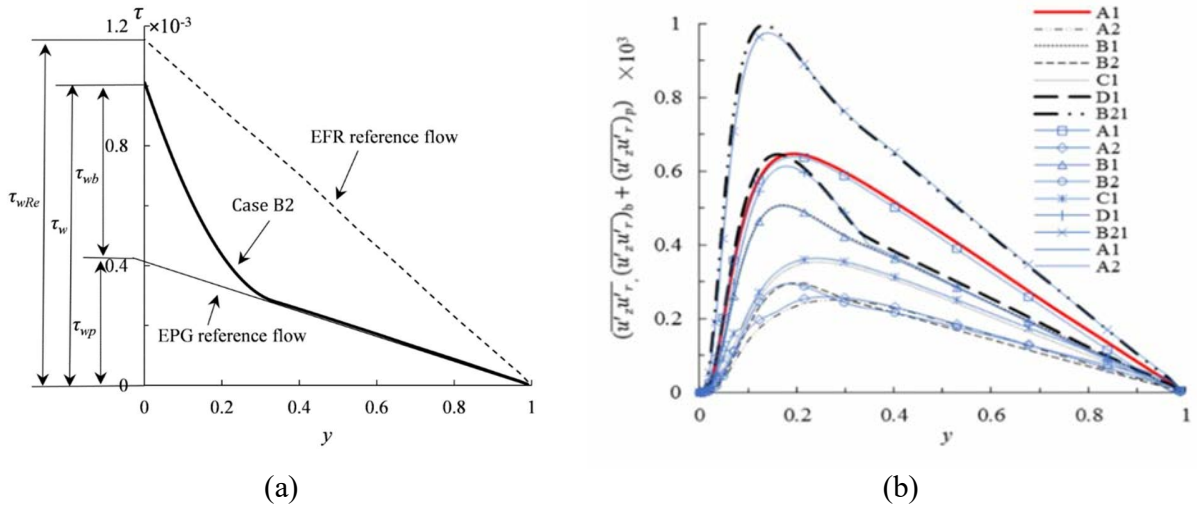 τ
1.2 ×10⁻³
0.8
0.4
0
τwRe
τw
τwb
τwp
EFR reference flow
Case B2
EPG reference flow
0 0.2 0.4 0.6 0.8 1
y
(a)
(u'zu'r, (u'zu'r)b + (u'zu'r)p) ×10³
1
0.8
0.6
0.4
0.2
0
0 0.2 0.4 0.6 0.8 1
y
A1
A2
B1
B2
C1
D1
B21
A1
A2
B1
B2
C1
D1
B21
A1
A2
(b)